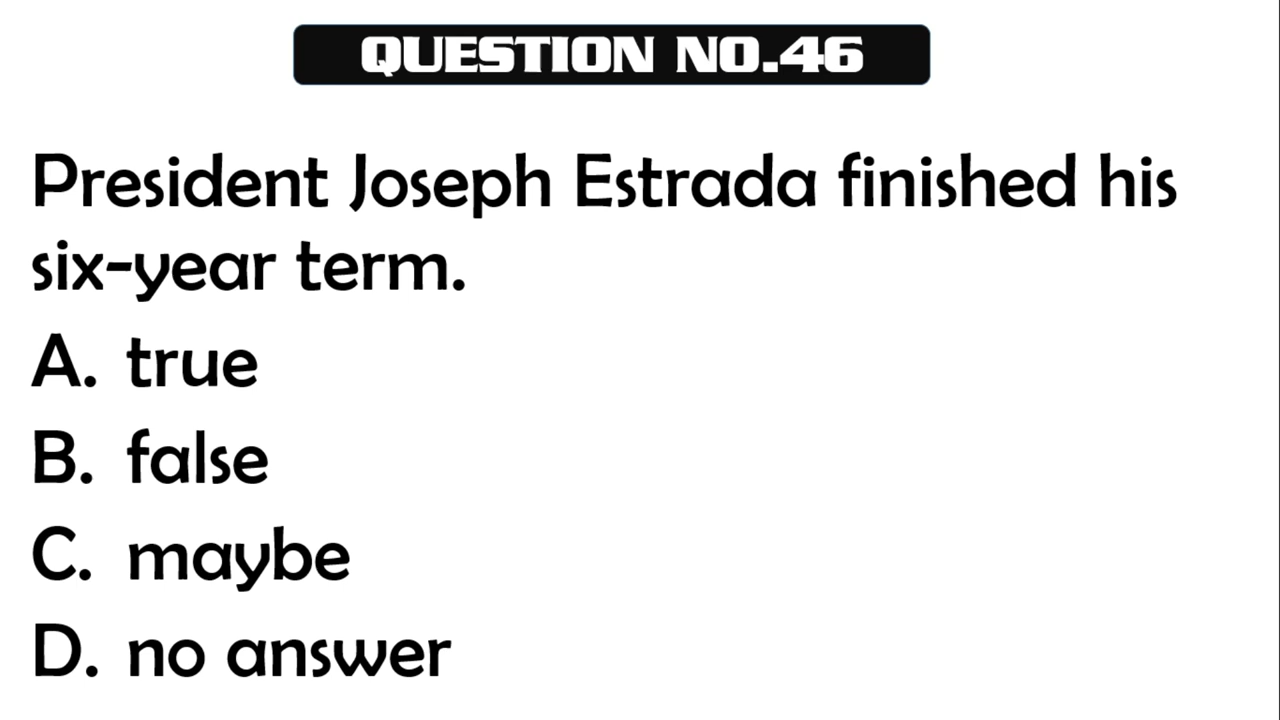 QUESTION NO.46
President Joseph Estrada finished his
six-year term.
A. true
B. false
C. maybe
D. no answer